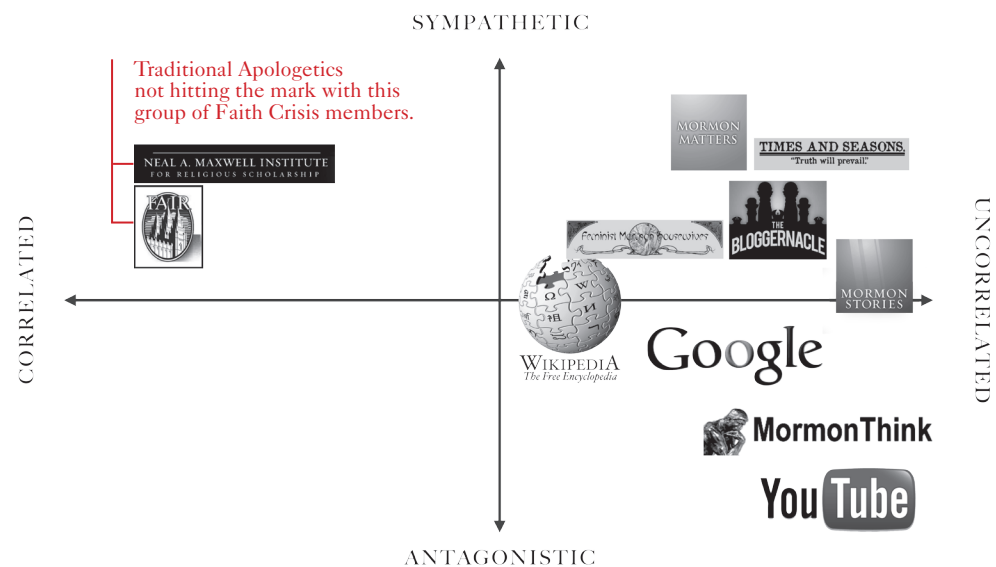 SYMPATHETIC
Traditional Apologetics
not hitting the mark with this
group of Faith Crisis members.
NEAL A. MAXWELL INSTITUTE
FOR RELIGIOUS SCHOLARSHIP
FAIR
MORMON
MATTERS
TIMES AND SEASONS,
"Truth will prevail."
THE
BLOGGERNACLE
Feminist Mormon Housewives
CORRELATED
UNCORRELATED
MORMON
STORIES
Ω
W
И
WIKIPEDIA
The Free Encyclopedia
Google
MormonThink
YouTube
ANTAGONISTIC